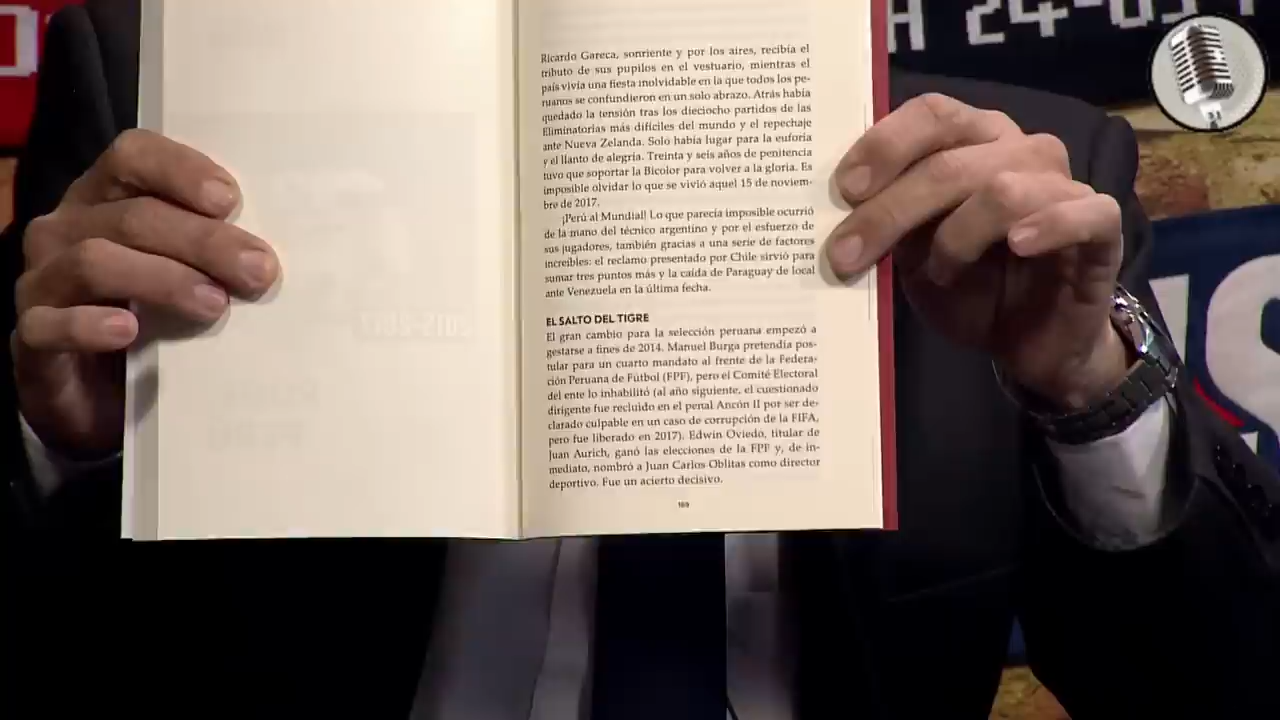 H 24-03-1
Ricardo Gareca, sonriente y por los aires, recibía el
tributo de sus pupilos en el vestuario, mientras el
país vivía una fiesta inolvidable en la que todos los pe-
ruanos se confundieron en un solo abrazo. Atrás había
quedado la tensión tras los dieciocho partidos de las
Eliminatorias más difíciles del mundo y el repechaje
ante Nueva Zelanda. Solo había lugar para la euforia
y el llanto de alegría. Treinta y seis años de penitencia
tuvo que soportar la Bicolor para volver a la gloria. Es
imposible olvidar lo que se vivió aquel 15 de noviem-
bre de 2017.
¡Perú al Mundial! Lo que parecía imposible ocurrió
de la mano del técnico argentino y por el esfuerzo de
sus jugadores, también gracias a una serie de factores
increíbles: el reclamo presentado por Chile sirvió para
sumar tres puntos más y la caída de Paraguay de local
ante Venezuela en la última fecha.
EL SALTO DEL TIGRE
El gran cambio para la selección peruana empezó a
gestarse a fines de 2014. Manuel Burga pretendía pos-
tular para un cuarto mandato al frente de la Federa-
ción Peruana de Fútbol (FPF), pero el Comité Electoral
del ente lo inhabilitó (al año siguiente, el cuestionado
dirigente fue recluido en el penal Ancón II por ser de-
clarado culpable en un caso de corrupción de la FIFA,
pero fue liberado en 2017). Edwin Oviedo, titular de
Juan Aurich, ganó las elecciones de la FPF y, de in-
mediato, nombró a Juan Carlos Oblitas como director
deportivo. Fue un acierto decisivo.
169